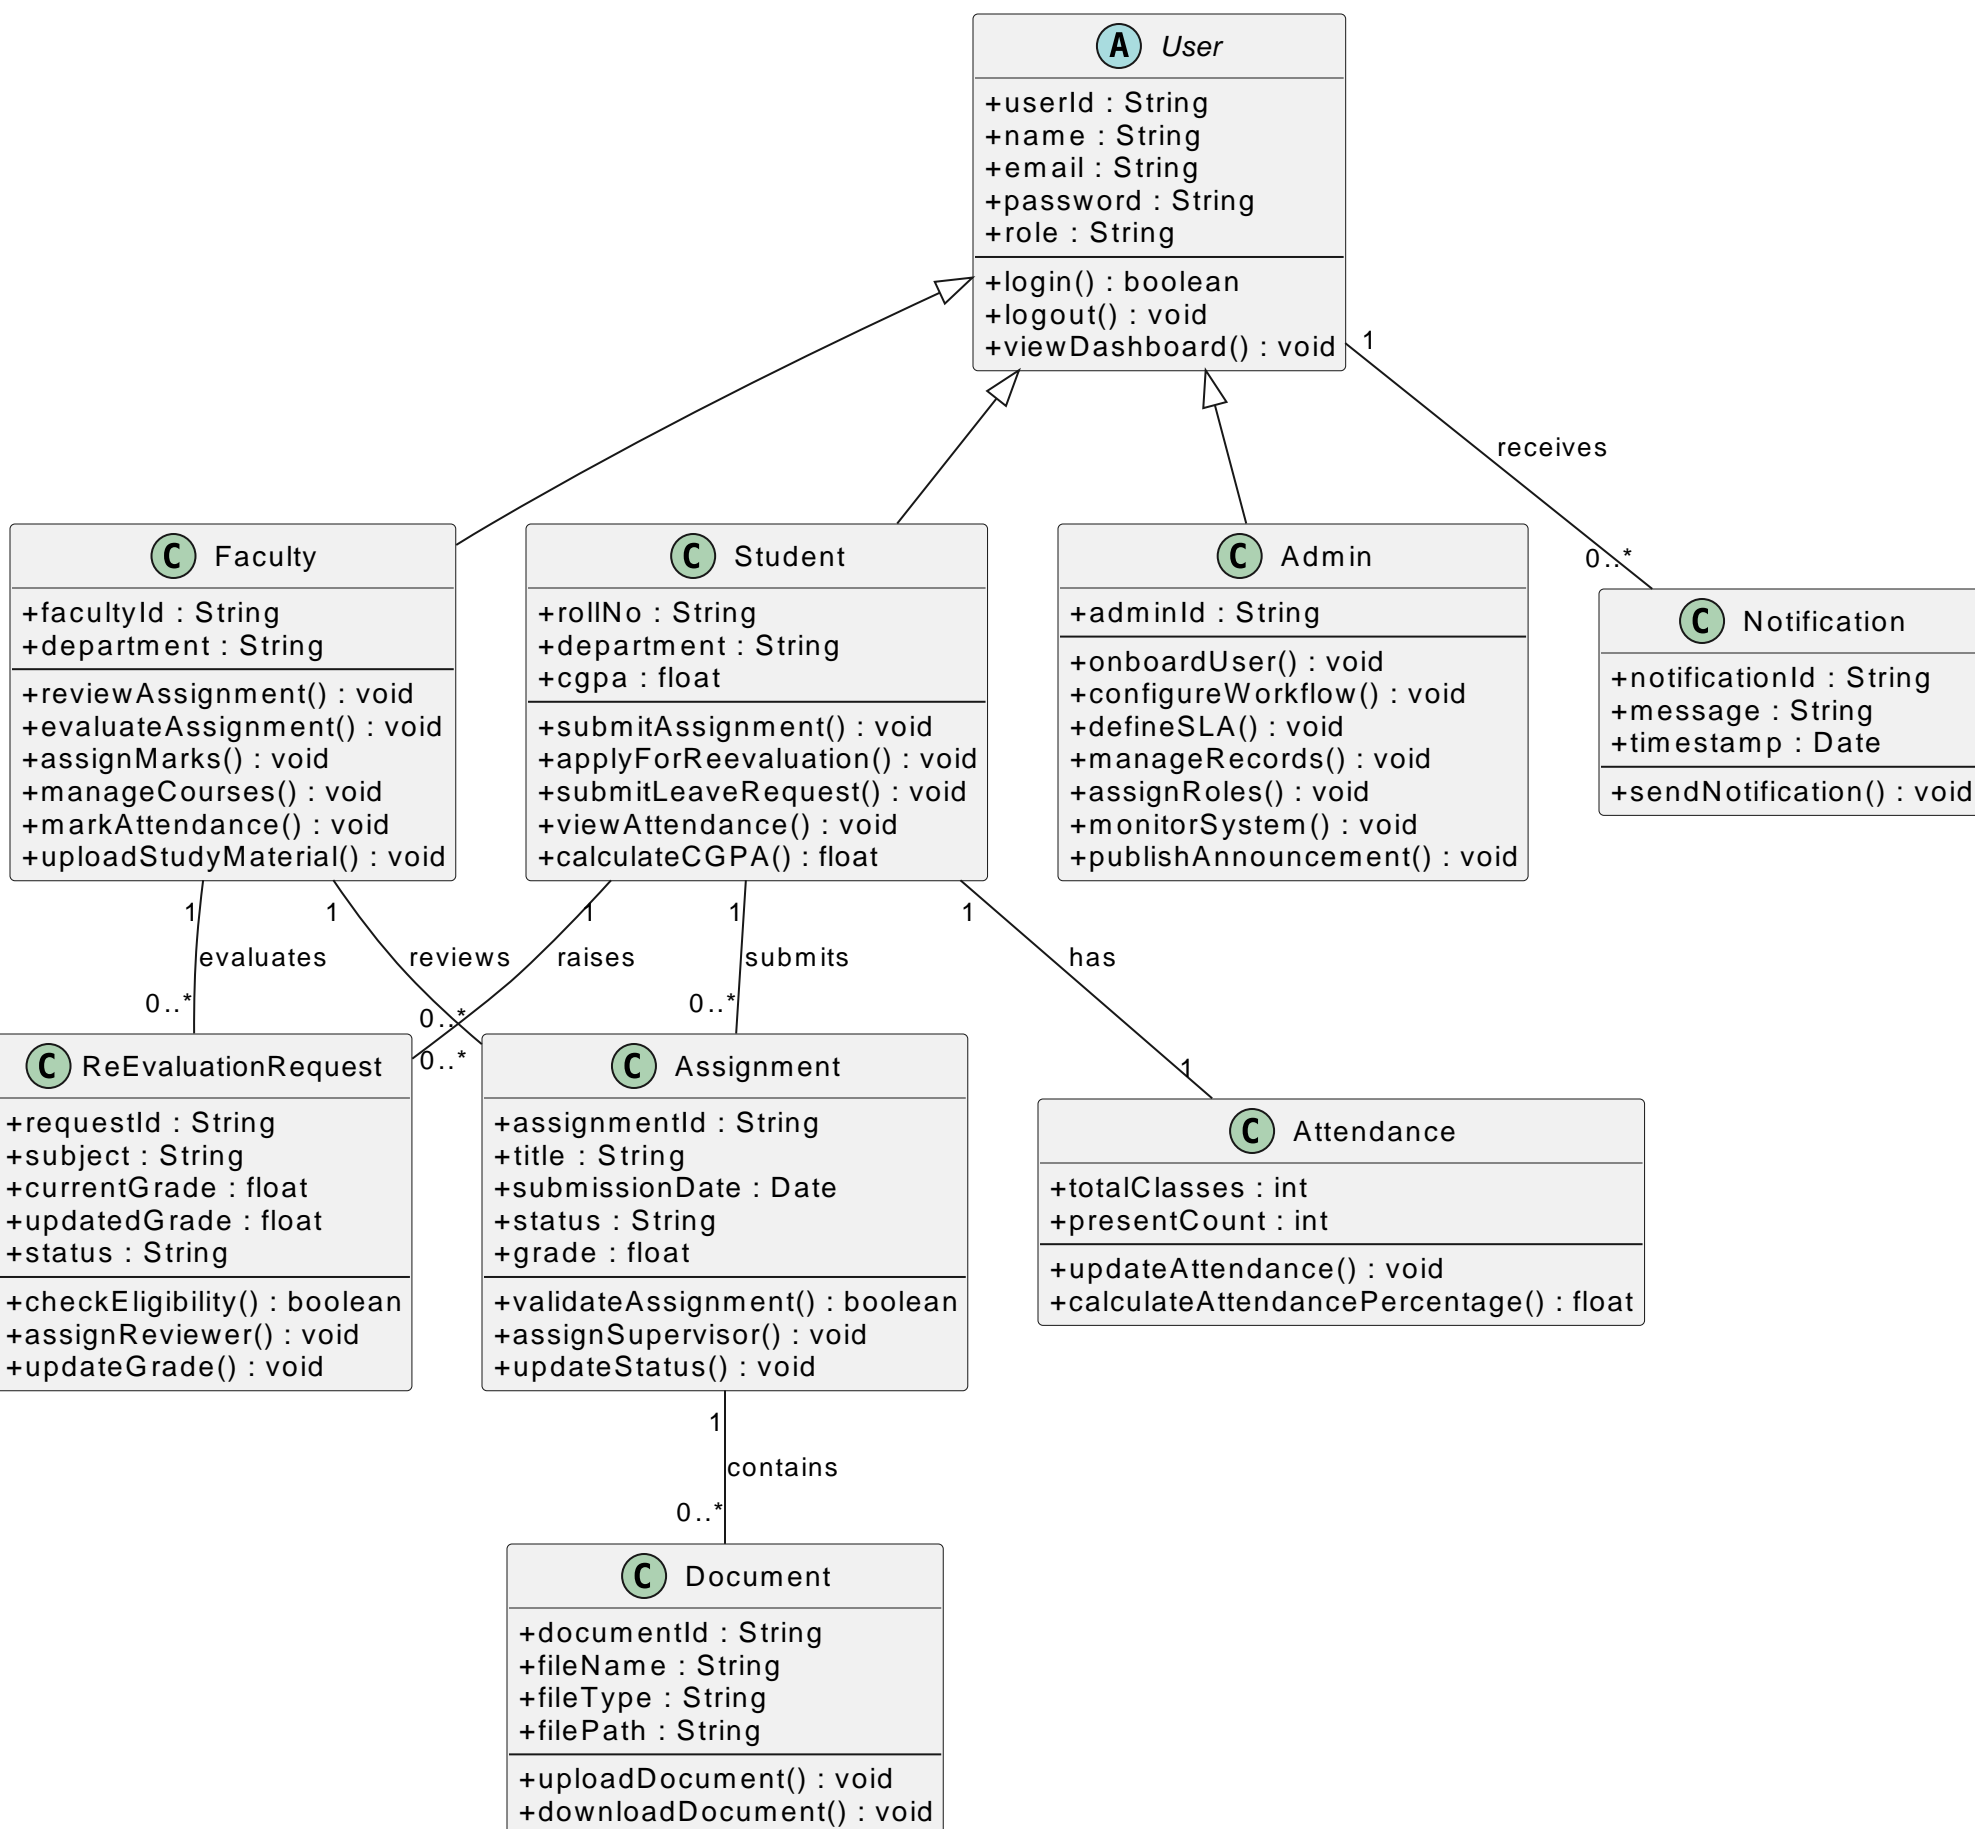 A User
+userId : String
+name : String
+email : String
+password : String
+role : String
+login() : boolean
+logout() : void
+viewDashboard() : void
1
receives
0..*
C Faculty
+facultyId : String
+department : String
+reviewAssignment() : void
+evaluateAssignment() : void
+assignMarks() : void
+manageCourses() : void
+markAttendance() : void
+uploadStudyMaterial() : void
C Student
+rollNo : String
+department : String
+cgpa : float
+submitAssignment() : void
+applyForReevaluation() : void
+submitLeaveRequest() : void
+viewAttendance() : void
+calculateCGPA() : float
C Admin
+adminId : String
+onboardUser() : void
+configureWorkflow() : void
+defineSLA() : void
+manageRecords() : void
+assignRoles() : void
+monitorSystem() : void
+publishAnnouncement() : void
C Notification
+notificationId : String
+message : String
+timestamp : Date
+sendNotification() : void
1
1
1
1
1
evaluates
reviews
raises
submits
has
0..*
0..*
0..*
0..*
1
C ReEvaluationRequest
+requestId : String
+subject : String
+currentGrade : float
+updatedGrade : float
+status : String
+checkEligibility() : boolean
+assignReviewer() : void
+updateGrade() : void
C Assignment
+assignmentId : String
+title : String
+submissionDate : Date
+status : String
+grade : float
+validateAssignment() : boolean
+assignSupervisor() : void
+updateStatus() : void
C Attendance
+totalClasses : int
+presentCount : int
+updateAttendance() : void
+calculateAttendancePercentage() : float
1
contains
0..*
C Document
+documentId : String
+fileName : String
+fileType : String
+filePath : String
+uploadDocument() : void
+downloadDocument() : void